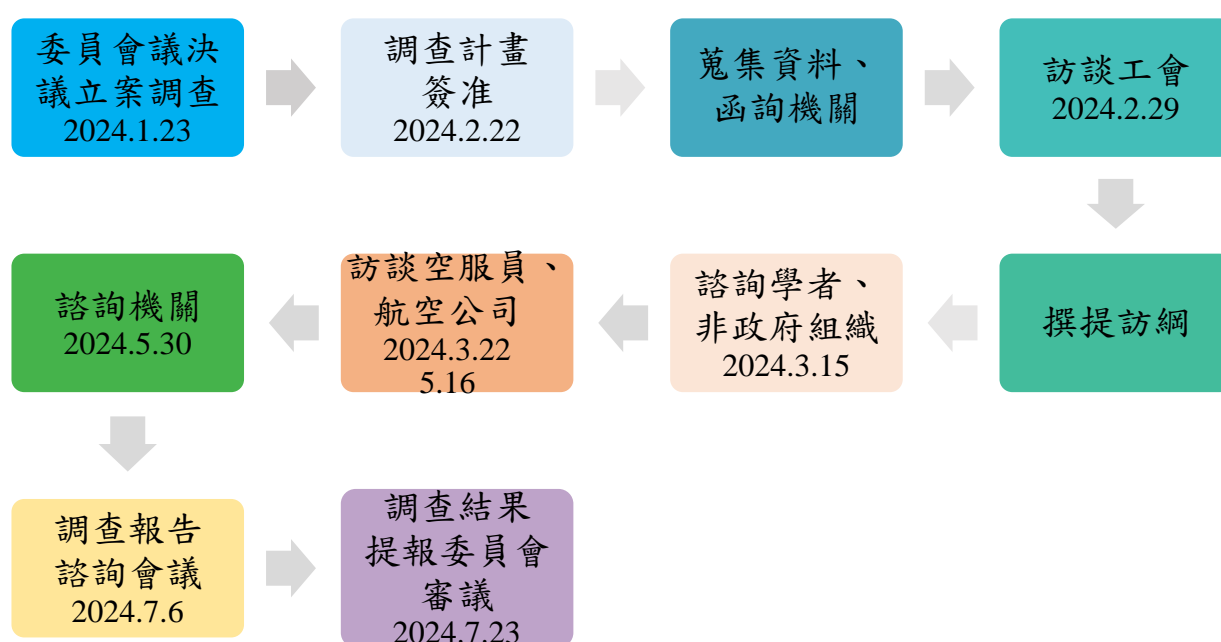 委員會議決
議立案調查
2024.1.23
調查計畫
簽准
2024.2.22
蒐集資料、
函詢機關
訪談工會
2024.2.29
撰提訪綱
諮詢學者、
非政府組織
2024.3.15
訪談空服員、
航空公司
2024.3.22
5.16
諮詢機關
2024.5.30
調查報告
諮詢會議
2024.7.6
調查結果
提報委員會
審議
2024.7.23